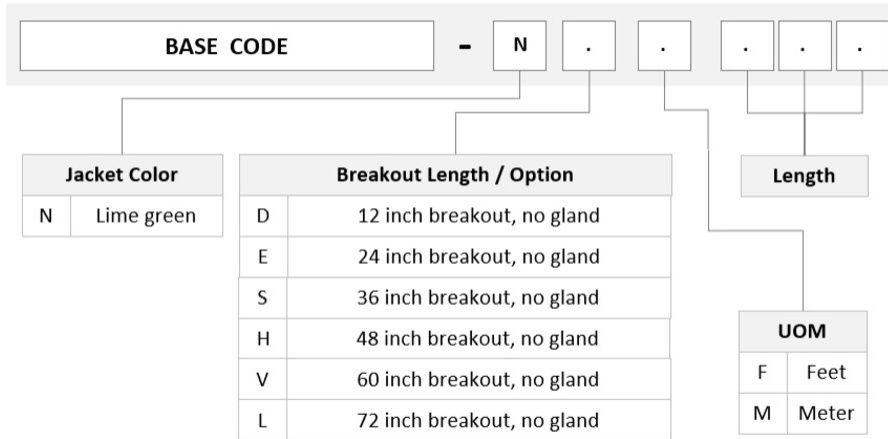 BASE CODE - N . . . . .
Jacket Color
N Lime green
Breakout Length / Option
D 12 inch breakout, no gland
E 24 inch breakout, no gland
S 36 inch breakout, no gland
H 48 inch breakout, no gland
V 60 inch breakout, no gland
L 72 inch breakout, no gland
Length
UOM
F Feet
M Meter